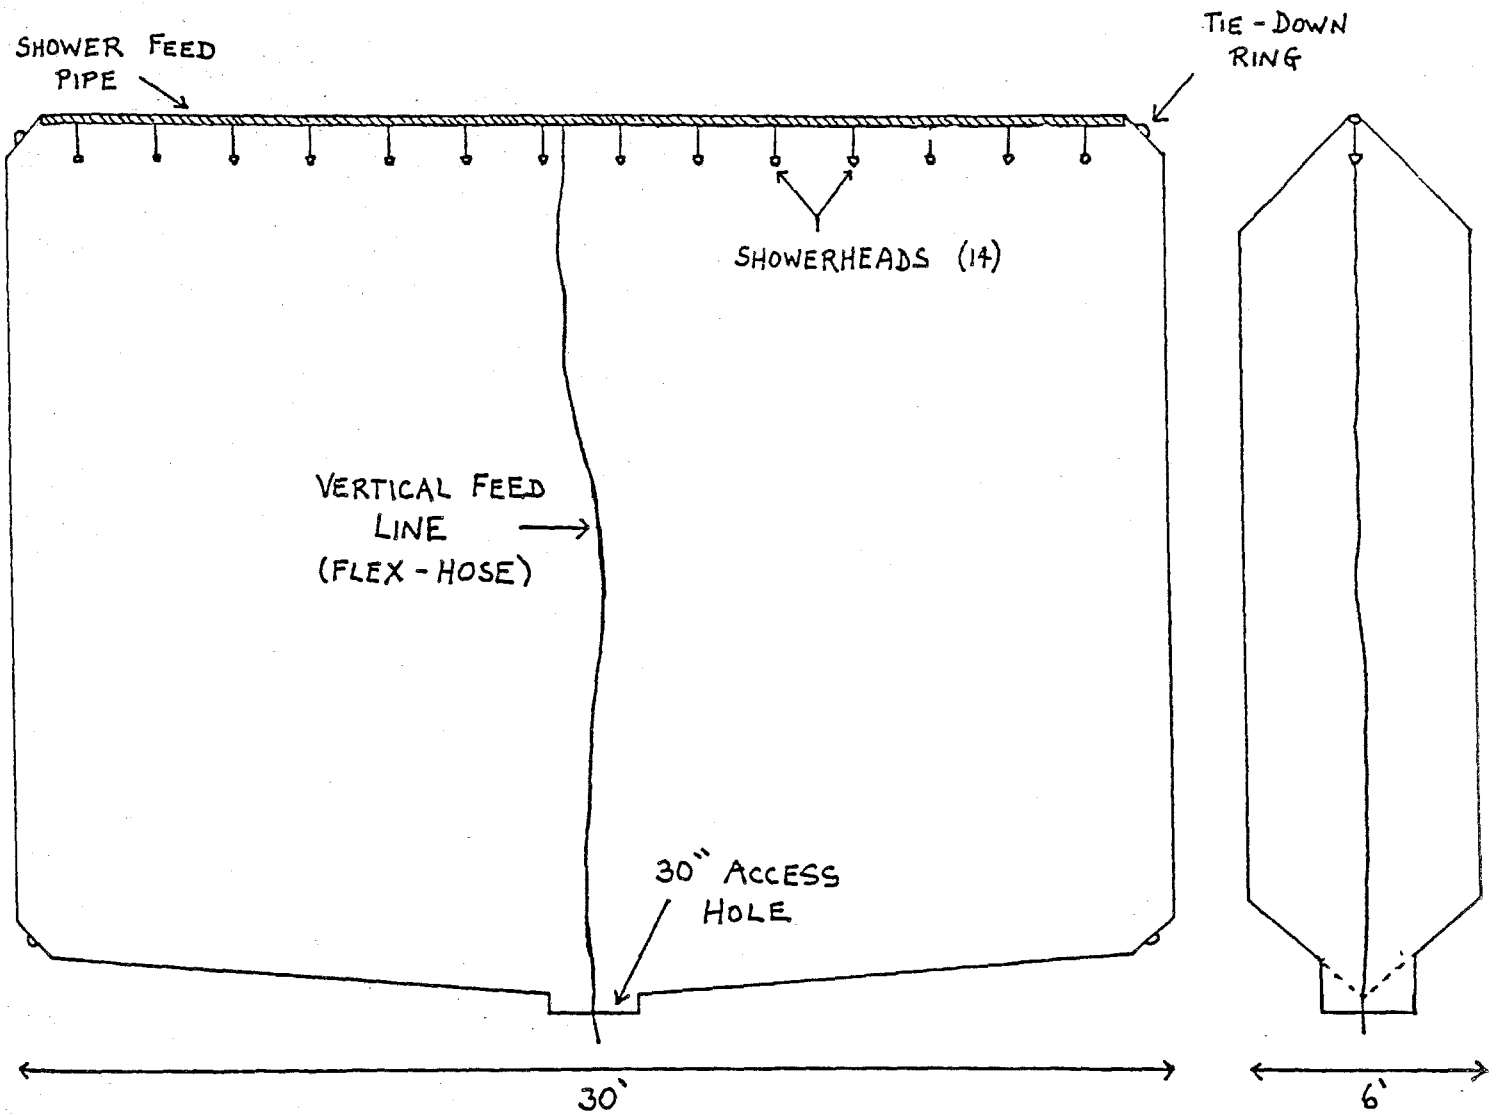 SHOWER FEED
PIPE
TIE-DOWN
RING
SHOWERHEADS (14)
VERTICAL FEED
LINE
(FLEX-HOSE)
30" ACCESS
HOLE
30'
6'